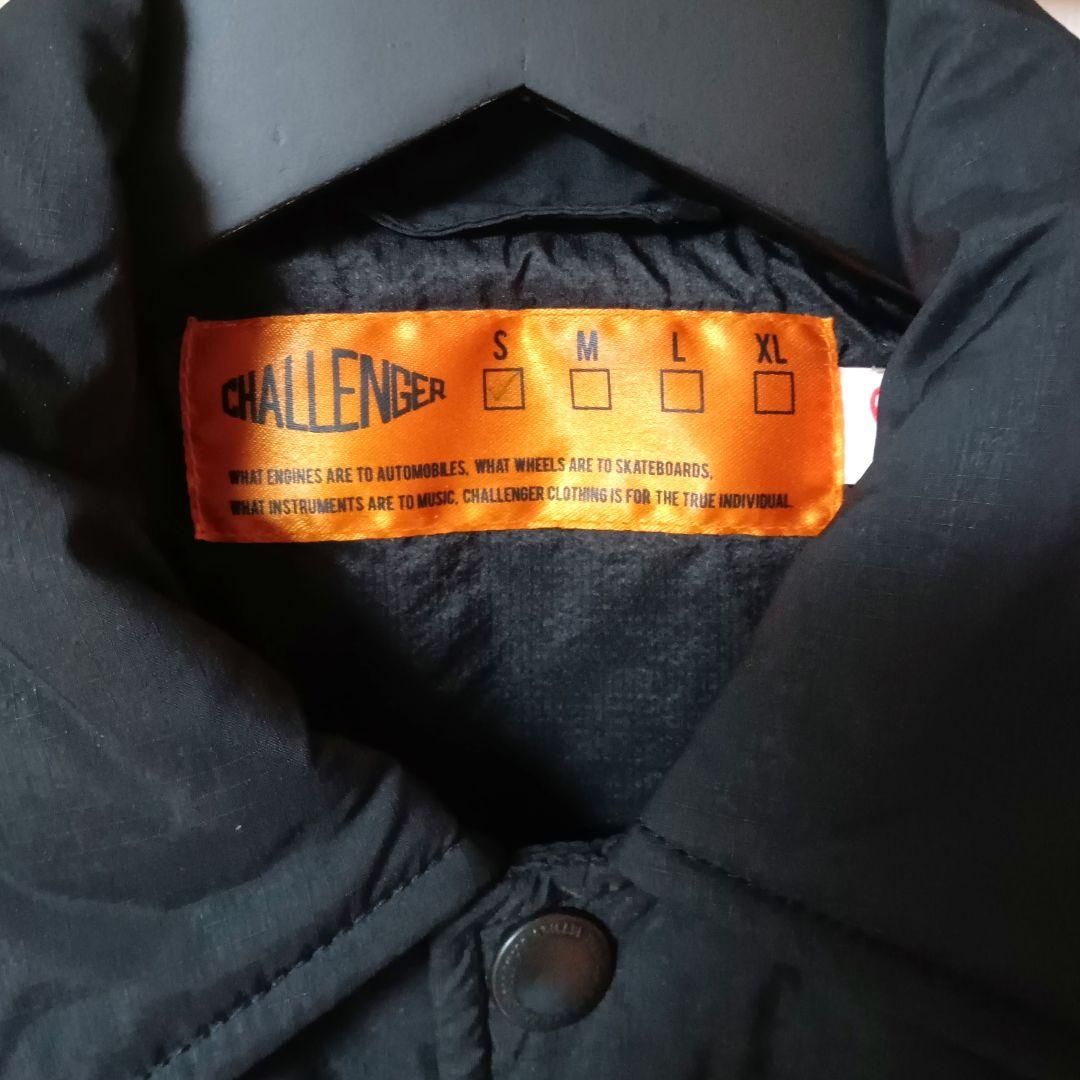 CHALLENGER
S M L XL
WHAT ENGINES ARE TO AUTOMOBILES, WHAT WHEELS ARE TO SKATEBOARDS,
WHAT INSTRUMENTS ARE TO MUSIC, CHALLENGER CLOTHING IS FOR THE TRUE INDIVIDUAL